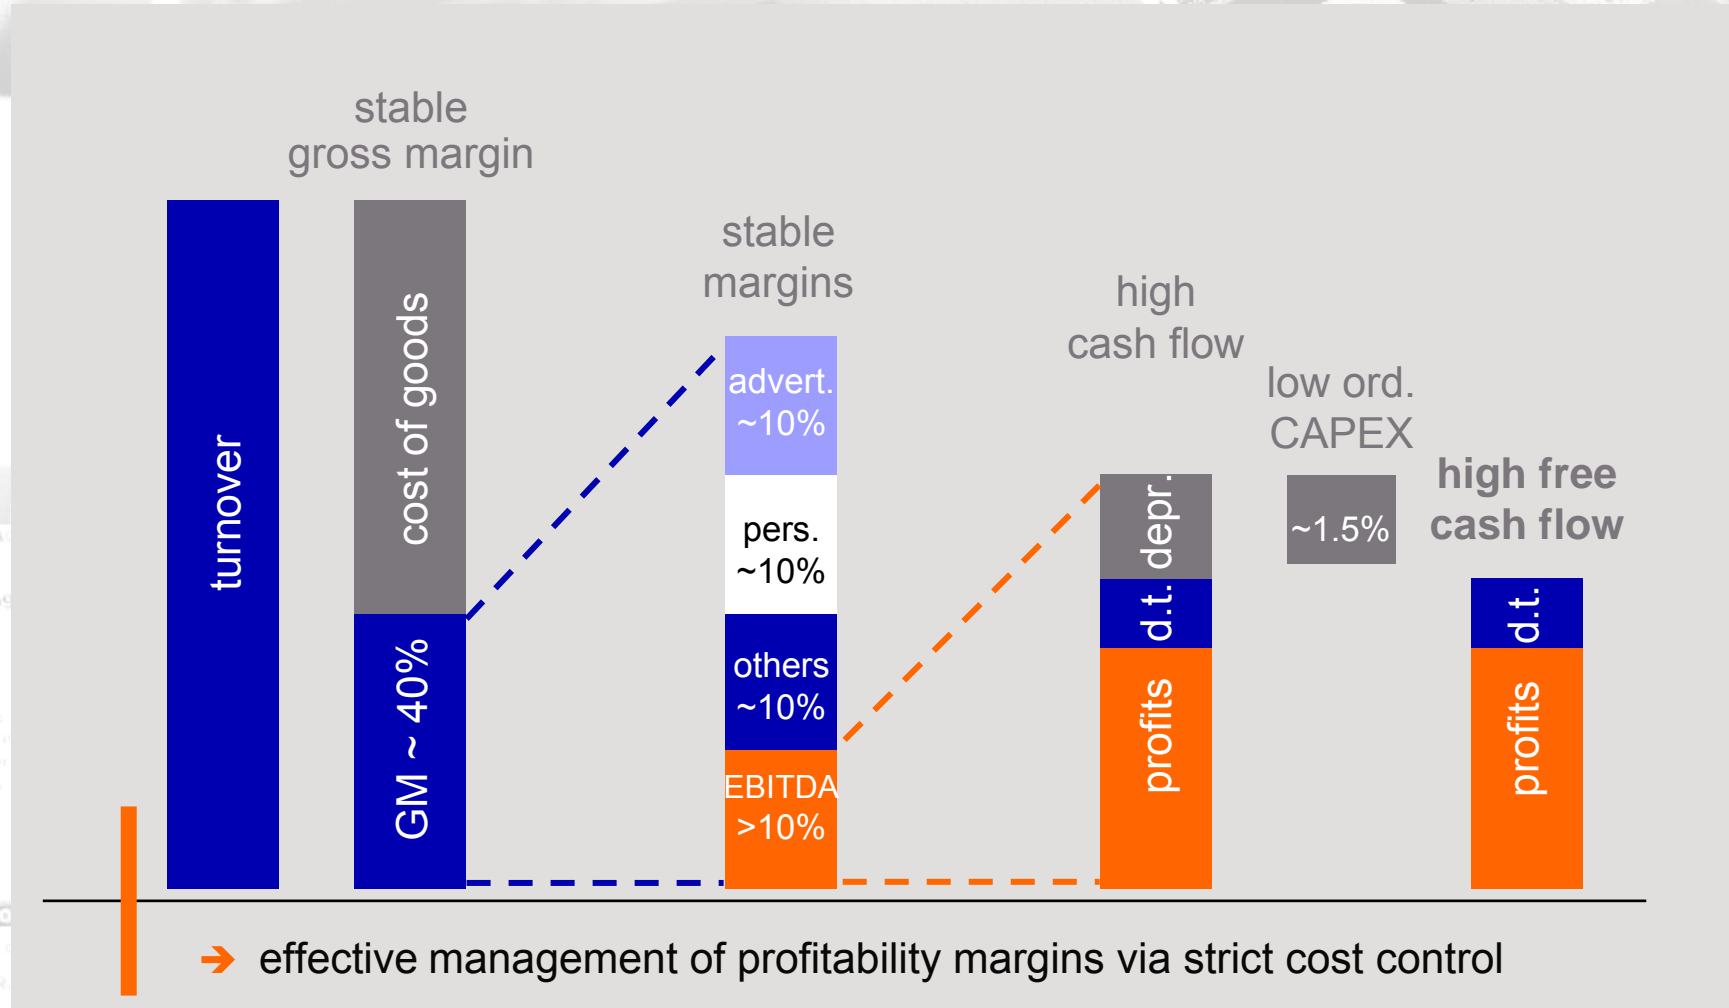 stable
gross margin
turnover
cost of goods
GM ~ 40%
stable
margins
advert.
~10%
pers.
~10%
others
~10%
EBITDA
>10%
high
cash flow
depr.
d.t.
profits
low ord.
CAPEX
~1.5%
high free
cash flow
d.t.
profits
➔ effective management of profitability margins via strict cost control